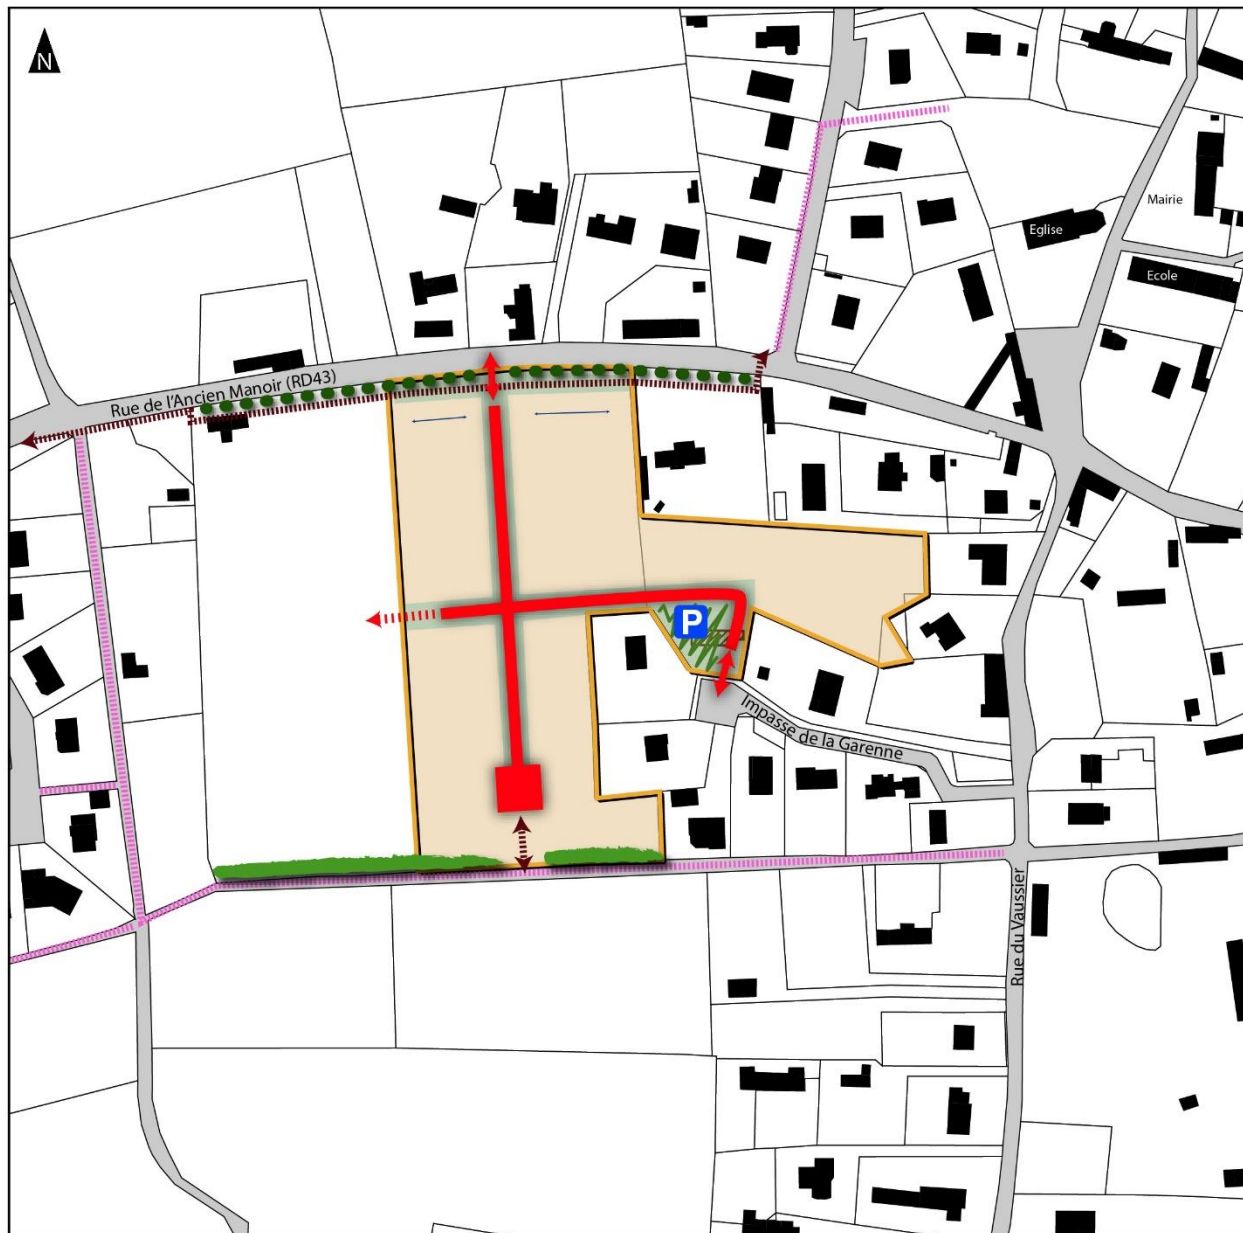 N
Mairie
Eglise
Ecole
Rue de l'Ancien Manoir (RD43)
P
Impasse de la Garenne
Rue du Vaussier